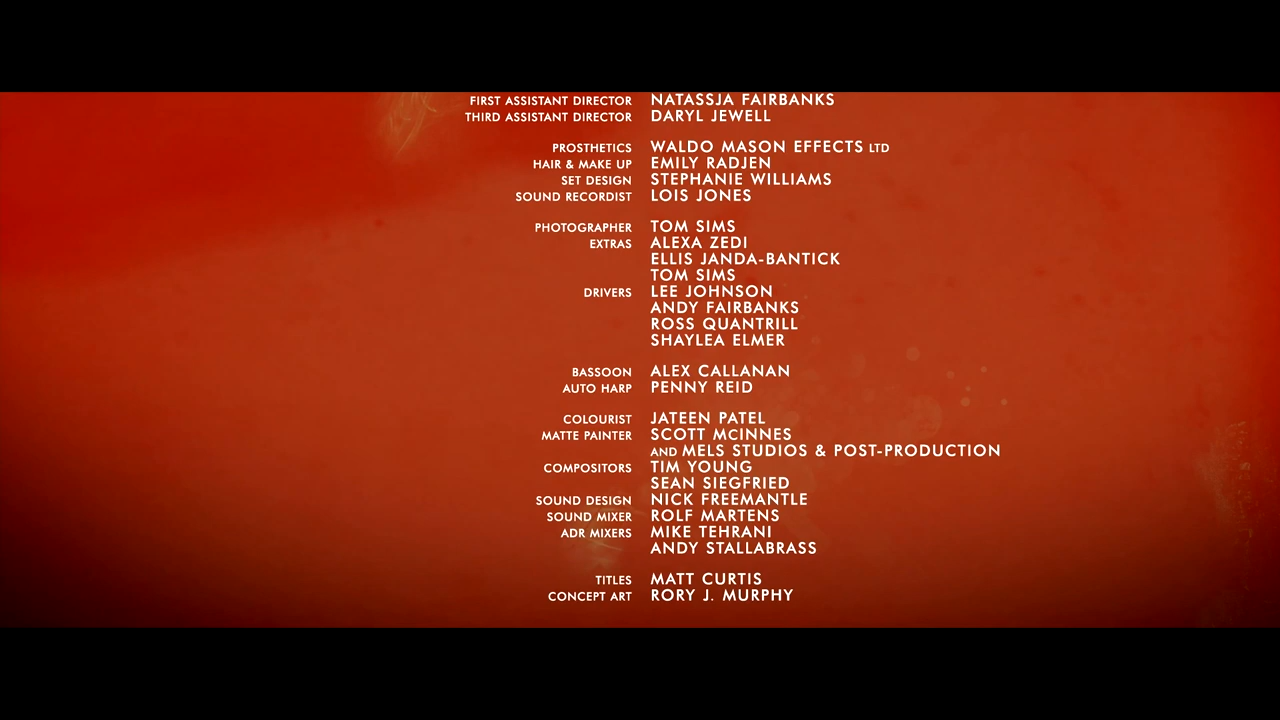 FIRST ASSISTANT DIRECTOR NATASSJA FAIRBANKS
THIRD ASSISTANT DIRECTOR DARYL JEWELL
PROSTHETICS WALDO MASON EFFECTS LTD
HAIR & MAKE UP EMILY RADJEN
SET DESIGN STEPHANIE WILLIAMS
SOUND RECORDIST LOIS JONES
PHOTOGRAPHER TOM SIMS
EXTRAS ALEXA ZEDI
ELLIS JANDA-BANTICK
TOM SIMS
DRIVERS LEE JOHNSON
ANDY FAIRBANKS
ROSS QUANTRILL
SHAYLEA ELMER
BASSOON ALEX CALLANAN
AUTO HARP PENNY REID
COLOURIST JATEEN PATEL
MATTE PAINTER SCOTT MCINNES
AND MELS STUDIOS & POST-PRODUCTION
COMPOSITORS TIM YOUNG
SEAN SIEGFRIED
SOUND DESIGN NICK FREEMANTLE
SOUND MIXER ROLF MARTENS
ADR MIXERS MIKE TEHRANI
ANDY STALLABRASS
TITLES MATT CURTIS
CONCEPT ART RORY J. MURPHY